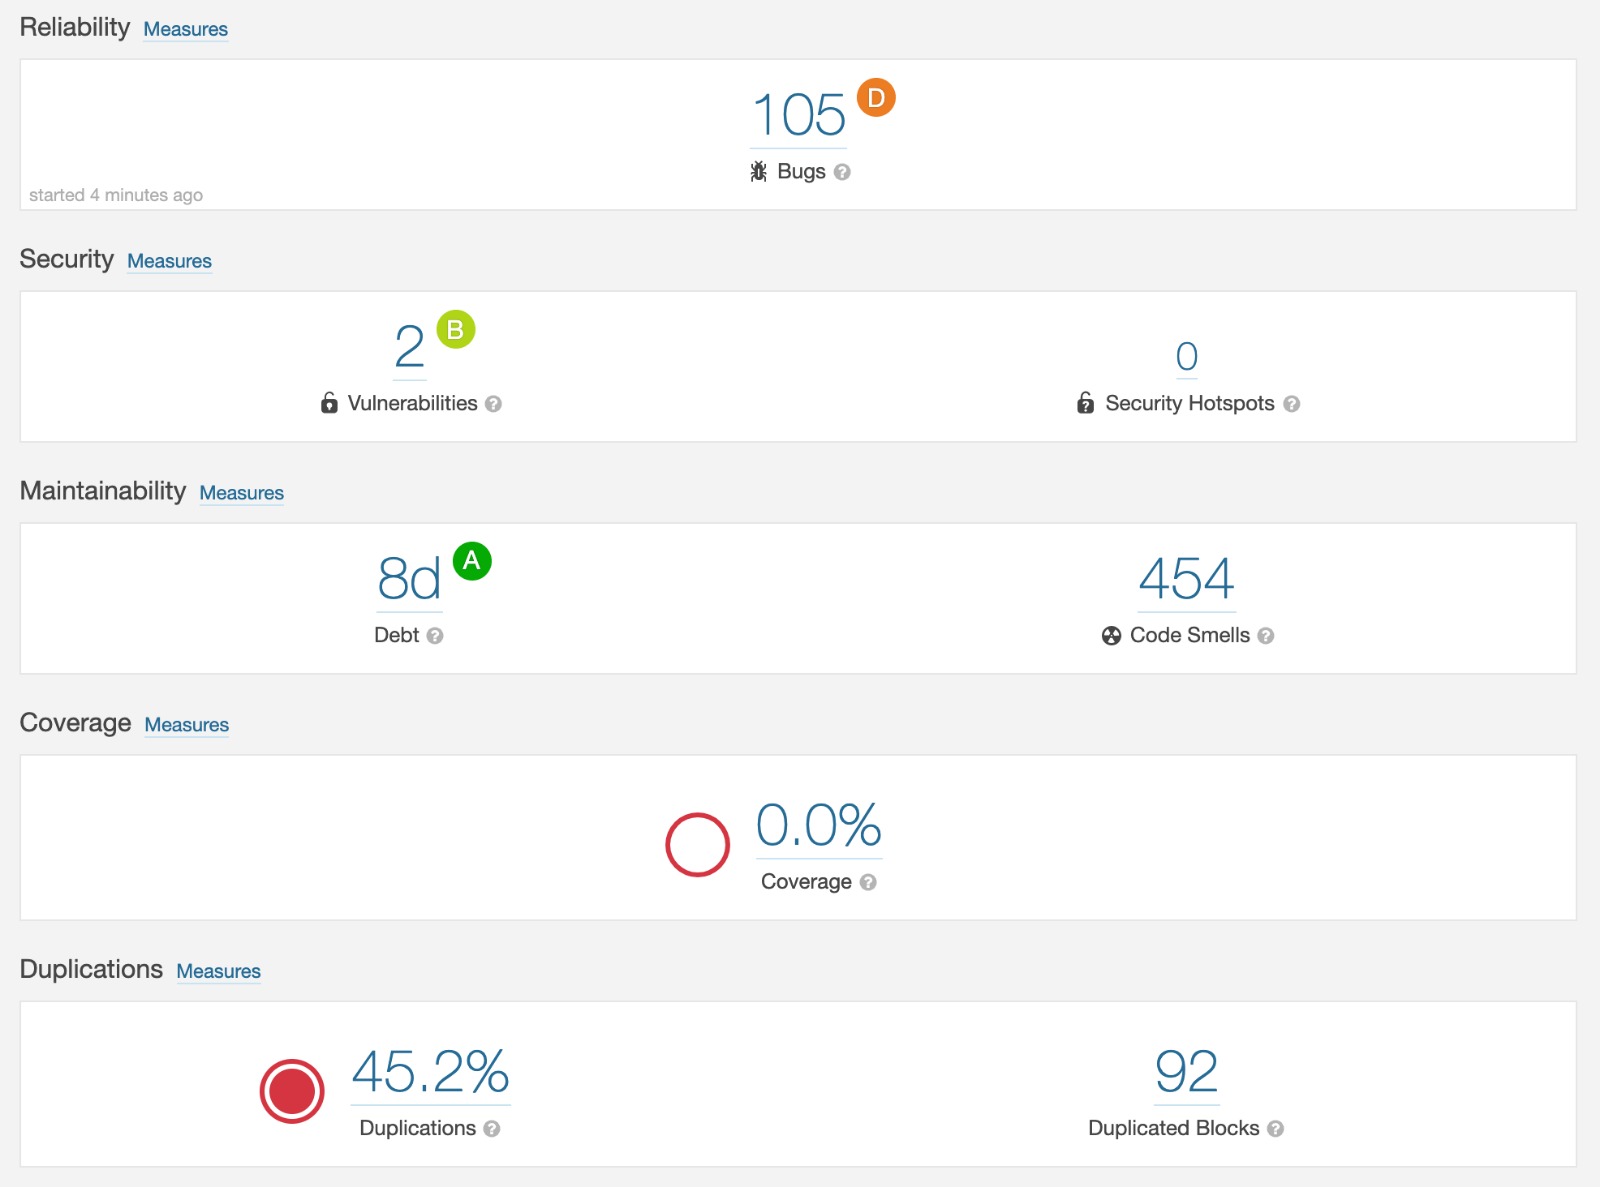 Reliability Measures
105 D
Bugs ?
started 4 minutes ago
Security Measures
2 B
Vulnerabilities ?
0
Security Hotspots ?
Maintainability Measures
8d A
Debt ?
454
Code Smells ?
Coverage Measures
0.0%
Coverage ?
Duplications Measures
45.2%
Duplications ?
92
Duplicated Blocks ?